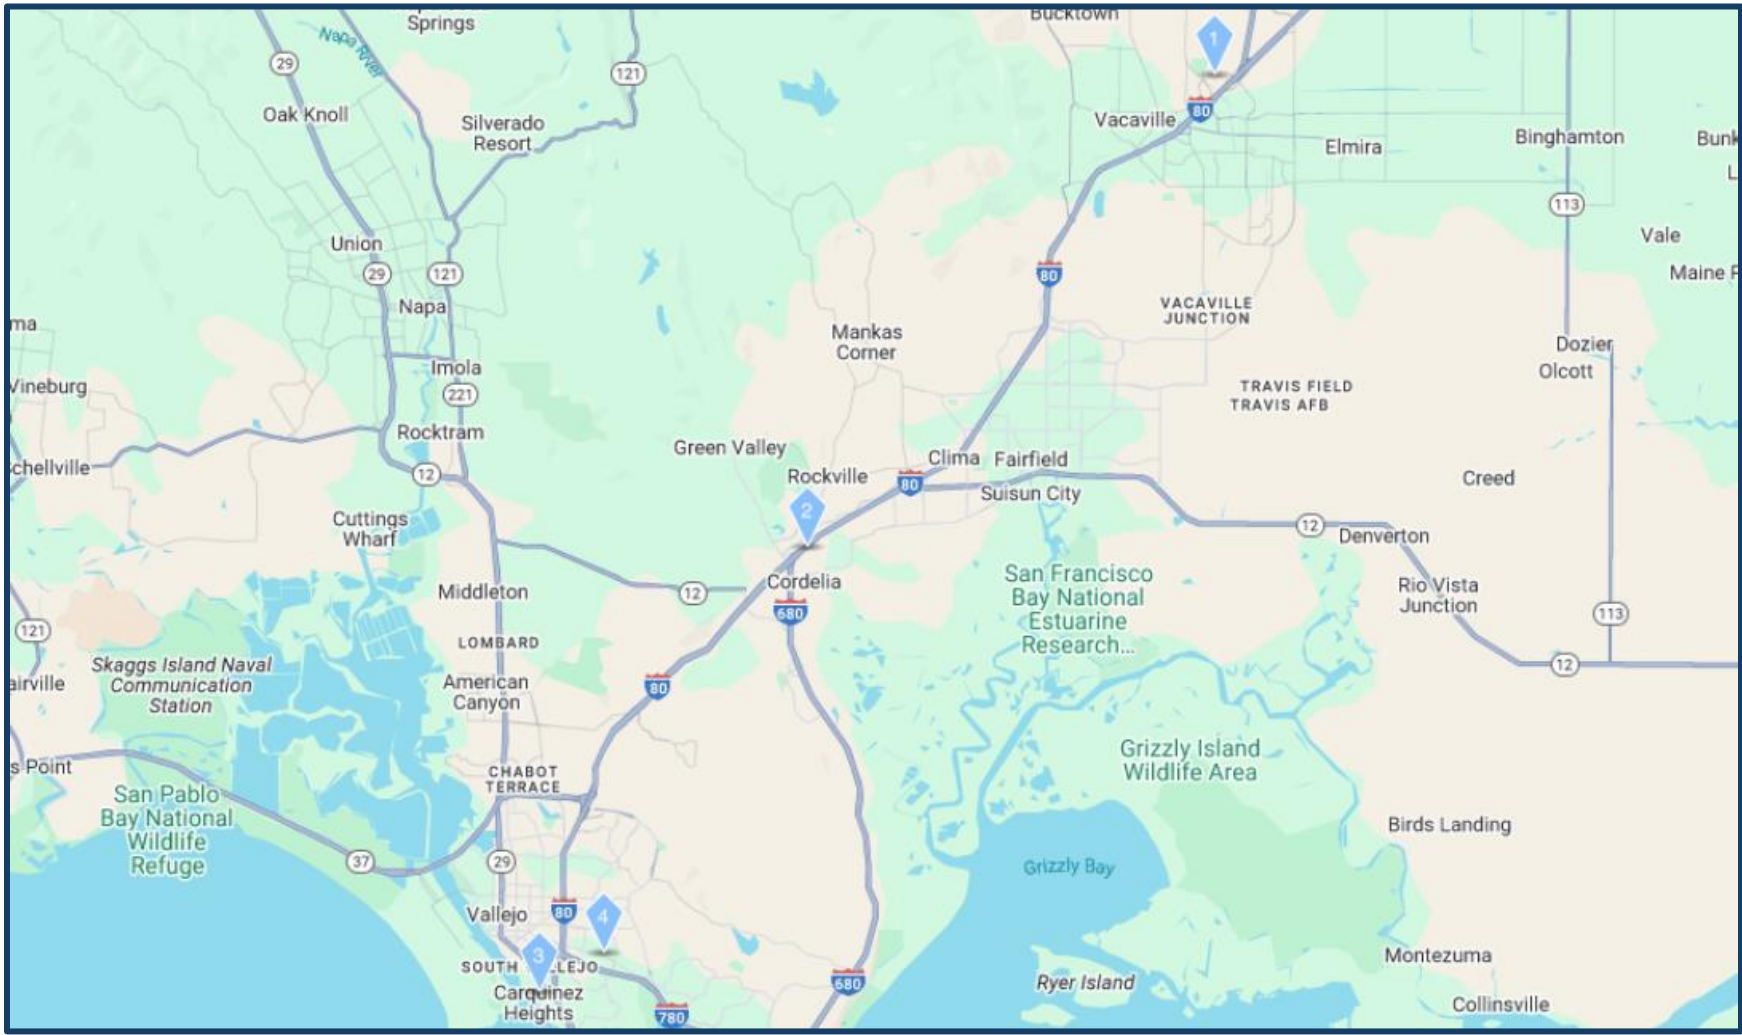 Springs
Bucktown
1
Napa River
29
121
Oak Knoll
Silverado
Resort
80
Vacaville
Elmira
Binghamton
113
Vale
Union
29
121
80
Napa
VACAVILLE
JUNCTION
Mankas
Corner
Dozier
Olcott
Imola
221
Vineburg
TRAVIS FIELD
TRAVIS AFB
Rocktram
Green Valley
Clima
Fairfield
12
Rockville
80
Suisun City
Creed
2
Cuttings
Wharf
12
Denverton
Middleton
12
Cordelia
680
San Francisco
Bay National
Estuarine
Research...
Rio Vista
Junction
113
121
LOMBARD
Skaggs Island Naval
Communication
Station
American
Canyon
80
12
Grizzly Island
Wildlife Area
CHABOT
TERRACE
San Pablo
Bay National
Wildlife
Refuge
Birds Landing
37
29
Grizzly Bay
Vallejo
80
4
3
SOUTH
Carquinez
Heights
780
680
Ryer Island
Montezuma
Collinsville